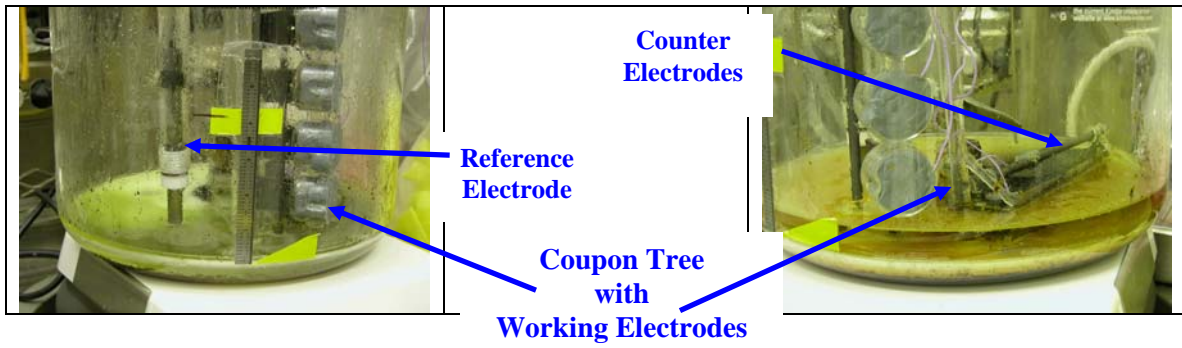 Counter
Electrodes
Reference
Electrode
Coupon Tree
with
Working Electrodes